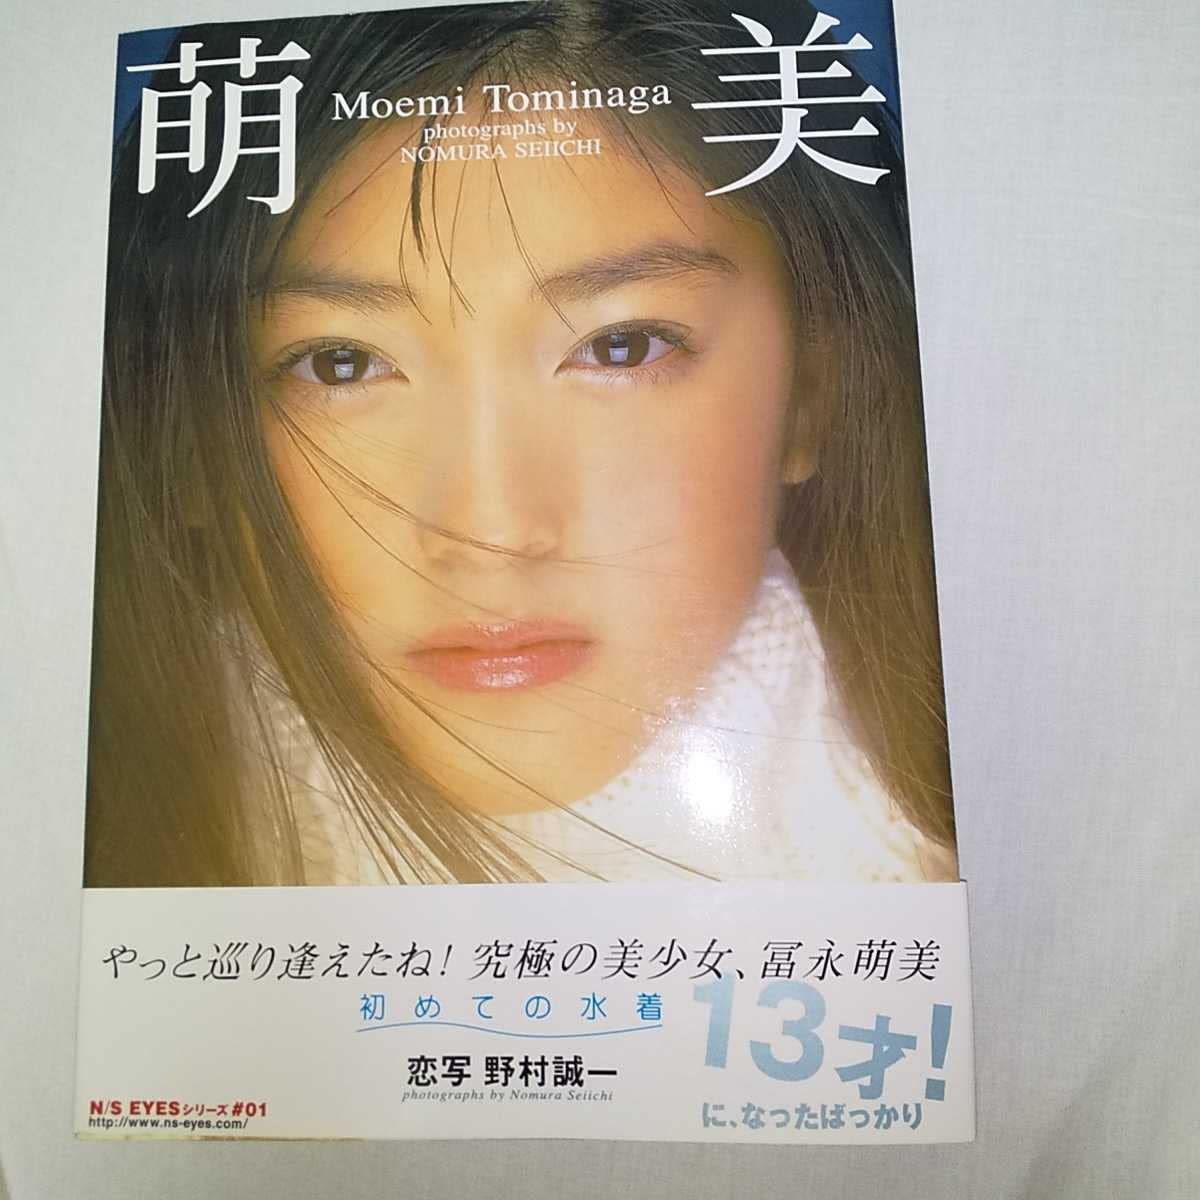 萌美
Moemi Tominaga
photographs by
NOMURA SEIICHI
やっと巡り逢えたね!究極の美少女、冨永萌美
初めての水着
13才!
に、なったばっかり
恋写 野村誠一
photographs by Nomura Seiichi
N/S EYESシリーズ#01
http://www.ns-eyes.com/